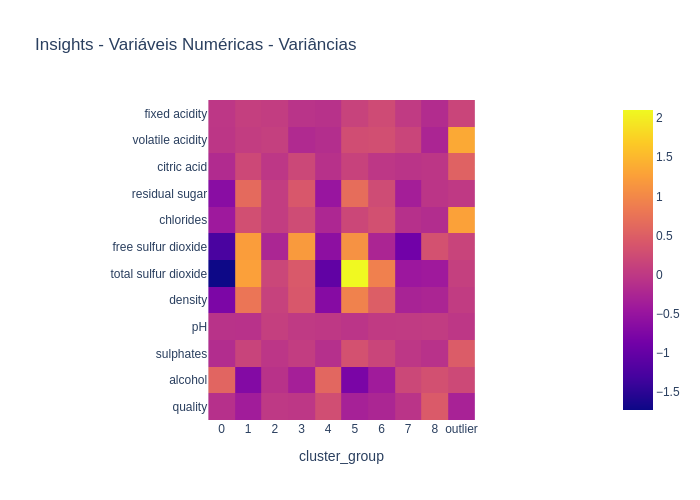 Insights - Variáveis Numéricas - Variâncias
fixed acidity
volatile acidity
citric acid
residual sugar
chlorides
free sulfur dioxide
total sulfur dioxide
density
pH
sulphates
alcohol
quality
0 1 2 3 4 5 6 7 8 outlier
cluster_group
2
1.5
1
0.5
0
−0.5
−1
−1.5